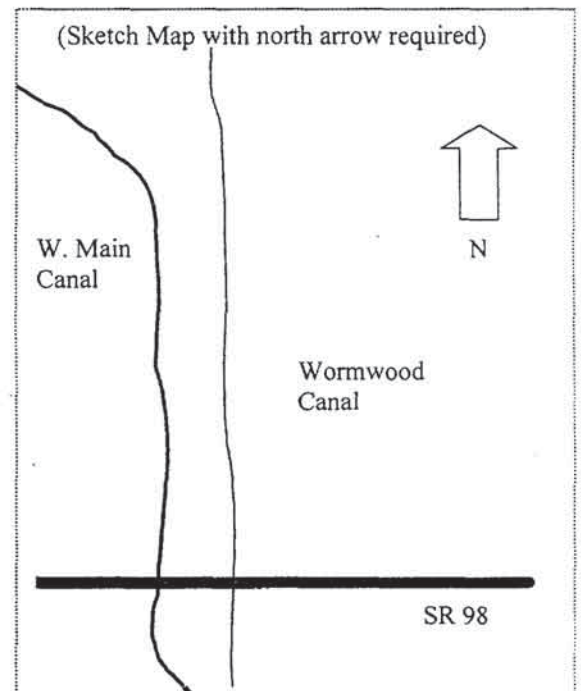 (Sketch Map with north arrow required)
N
W. Main
Canal
Wormwood
Canal
SR 98